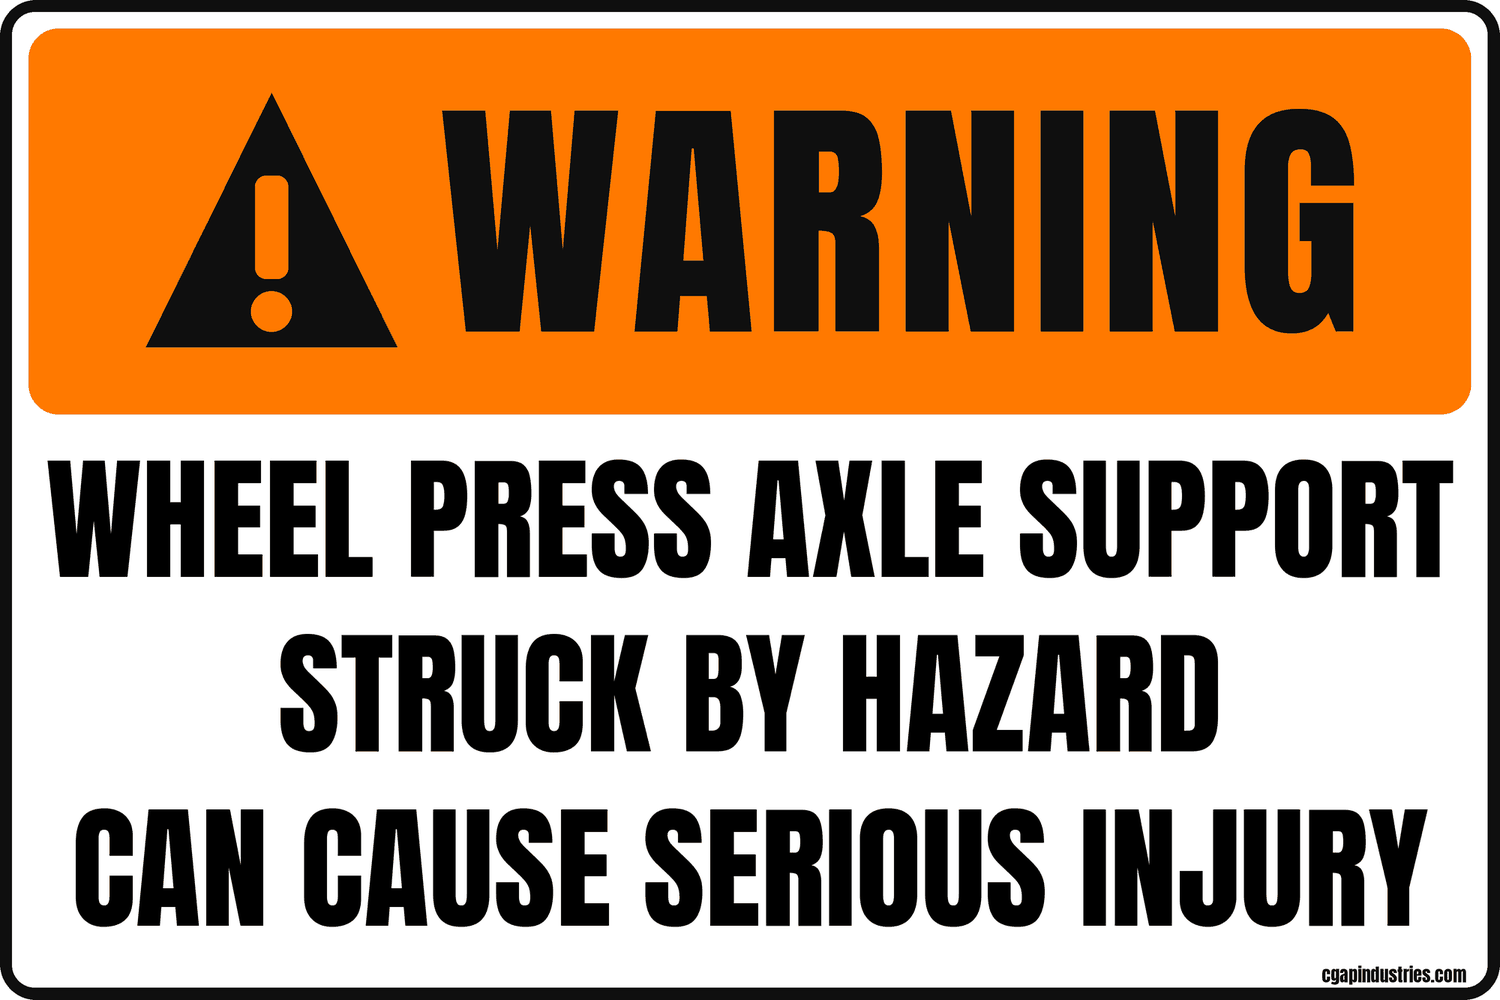 WARNING
WHEEL PRESS AXLE SUPPORT
STRUCK BY HAZARD
CAN CAUSE SERIOUS INJURY
cgapindustries.com